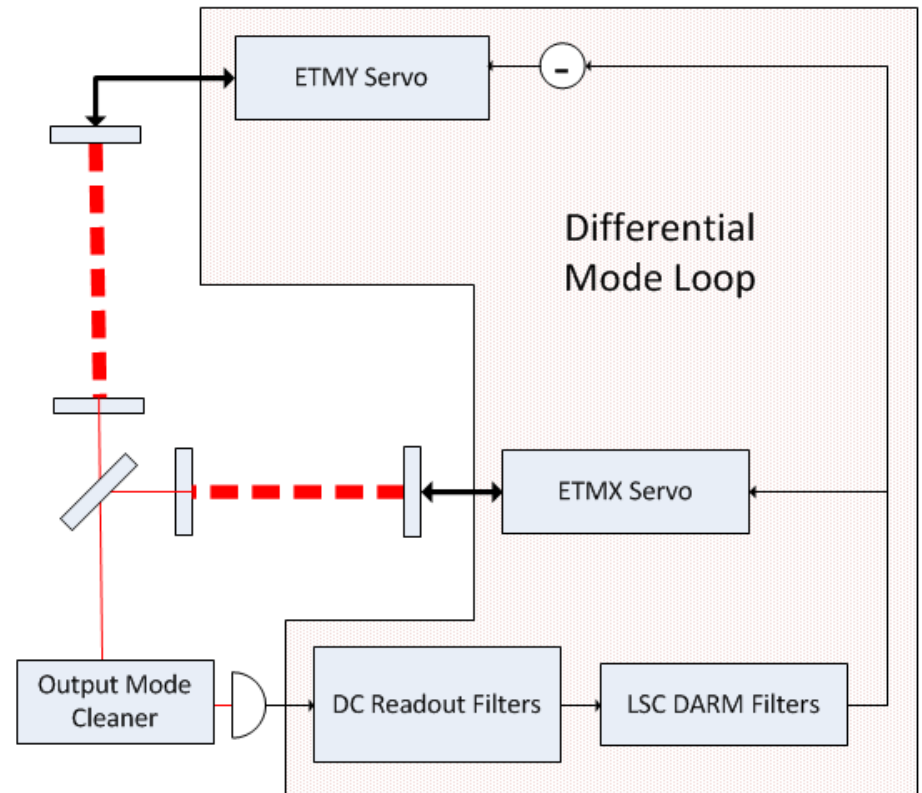 ETMY Servo
-
Differential
Mode Loop
ETMX Servo
Output Mode
Cleaner
DC Readout Filters
LSC DARM Filters